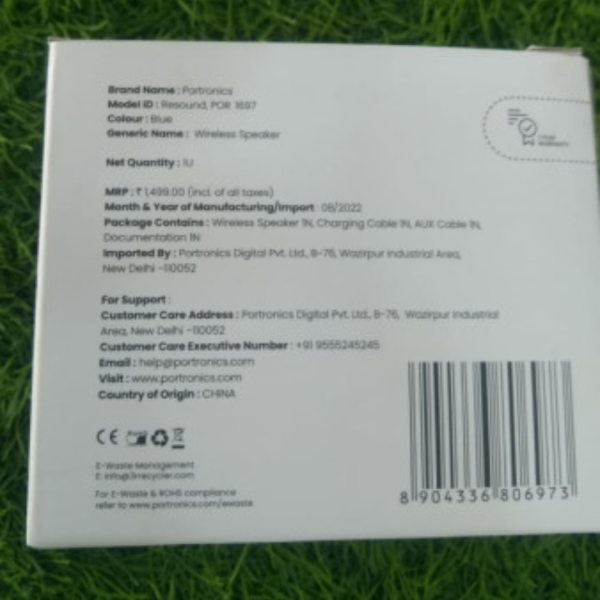 Brand Name : Portronics
Model ID : Resound, POR 1697
Colour : Blue
Generic Name : Wireless Speaker
Net Quantity : 1U
MRP : ₹ 1,499.00 (incl. of all taxes)
Month & Year of Manufacturing/Import : 08/2022
Package Contains : Wireless Speaker 1N, Charging Cable 1N, AUX Cable 1N,
Documentation 1N
Imported By : Portronics Digital Pvt. Ltd., B-76, Wazirpur Industrial Area,
New Delhi -110052
For Support :
Customer Care Address : Portronics Digital Pvt. Ltd., B-76, Wazirpur Industrial
Area, New Delhi -110052
Customer Care Executive Number : +91 9555245245
Email : help@portronics.com
Visit : www.portronics.com
Country of Origin : CHINA
CE
E-Waste Management
E: info@3rrecycler.com
For E-Waste & ROHS compliance
refer to www.portronics.com/ewaste
8 904336 806973
WARRANTY